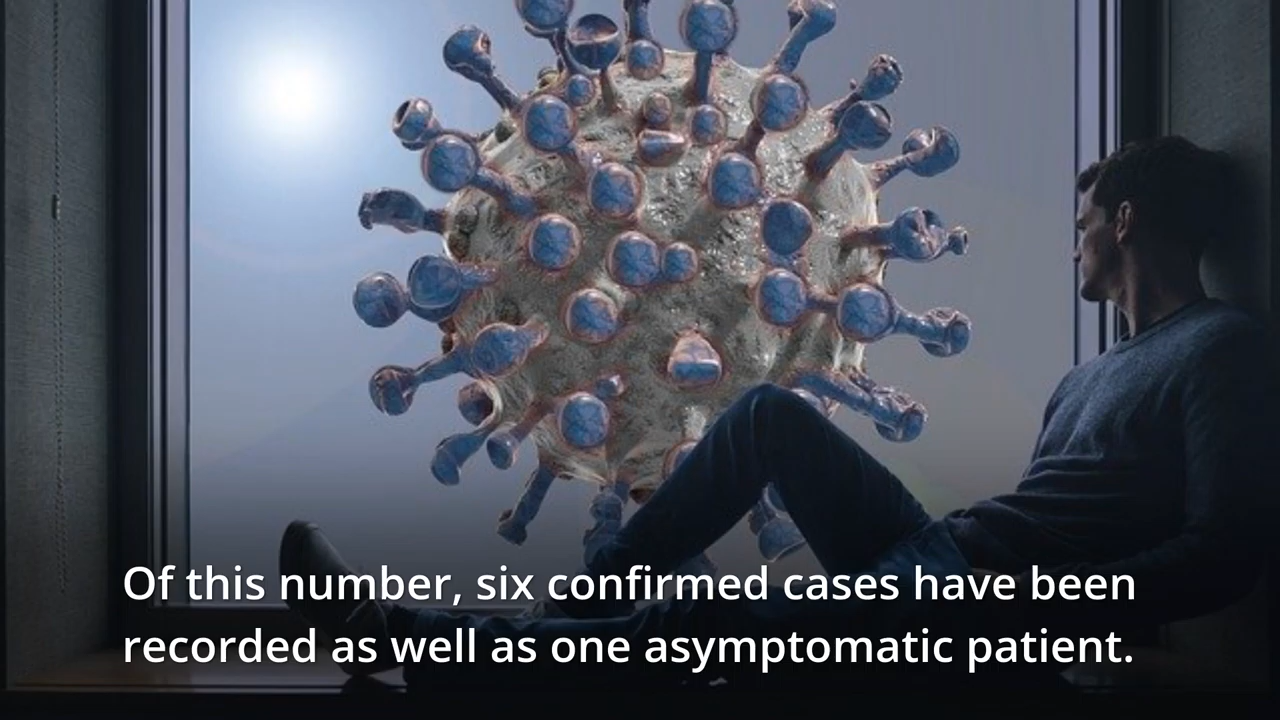 Of this number, six confirmed cases have been
recorded as well as one asymptomatic patient.